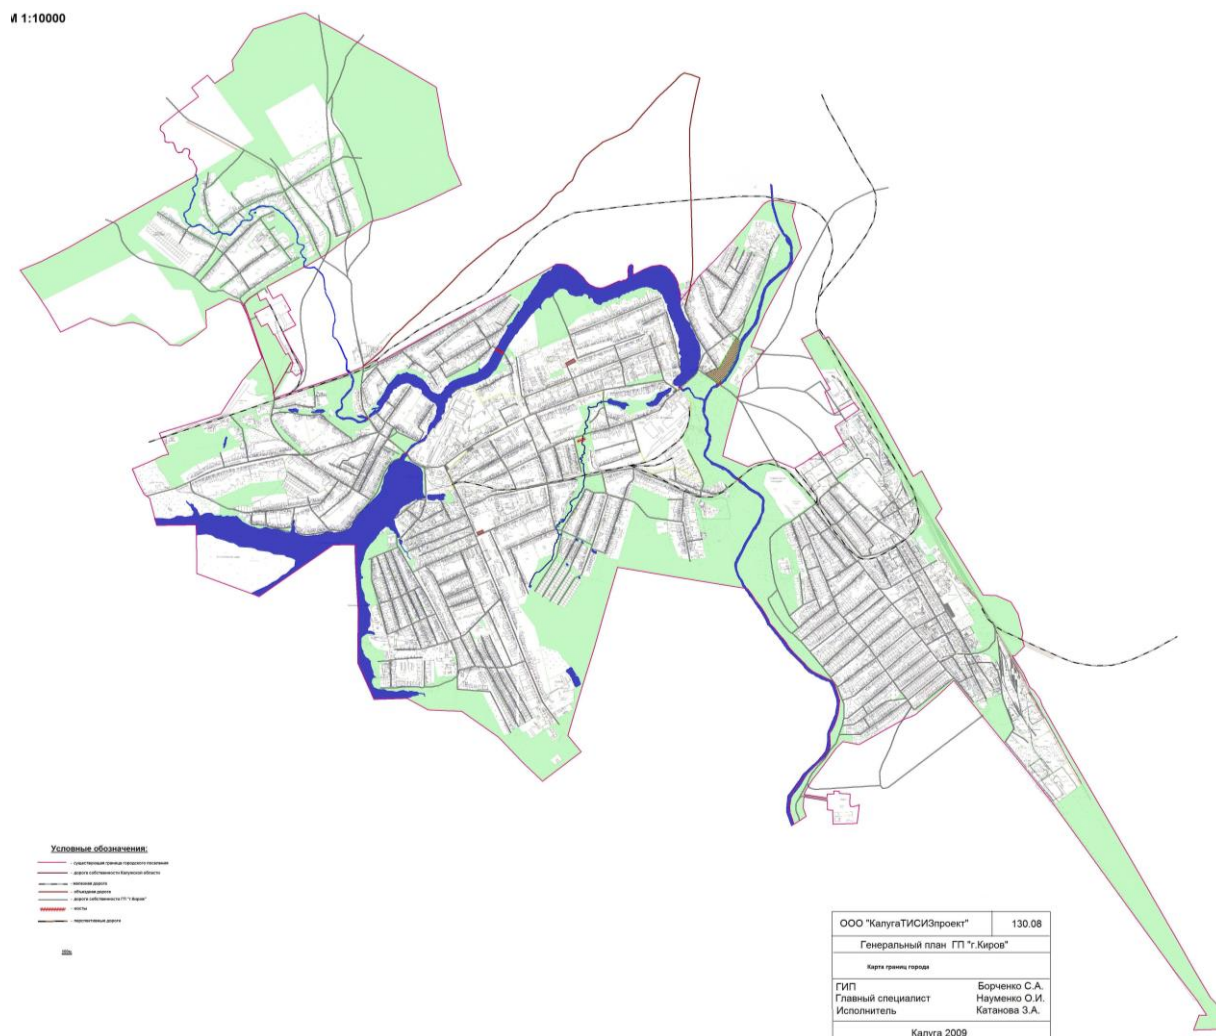 М 1:10000
Условные обозначения:
- существующая граница городского поселения
- дороги собственности Калужской области
- железная дорога
- объездная дорога
- дороги собственности ГП "г.Киров"
- мосты
- перспективные дороги
ООО "КалугаТИСИЗпроект" 130.08
Генеральный план ГП "г.Киров"
Карта границ города
ГИП Борченко С.А.
Главный специалист Науменко О.И.
Исполнитель Катанова З.А.
Калуга 2009